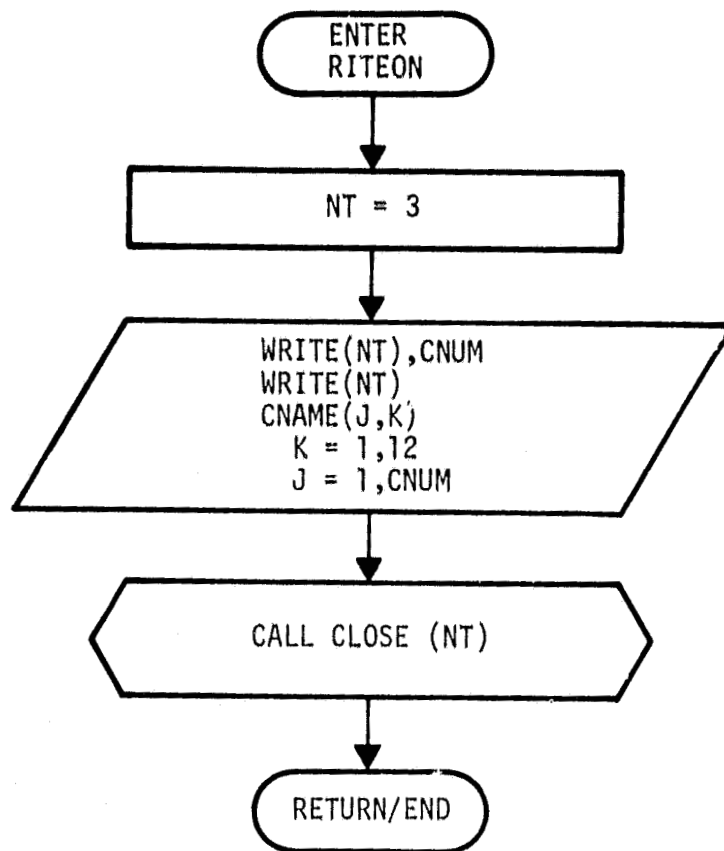 ENTER
RITEON
NT = 3
WRITE(NT),CNUM
WRITE(NT)
CNAME(J,K)
K = 1,12
J = 1,CNUM
CALL CLOSE (NT)
RETURN/END